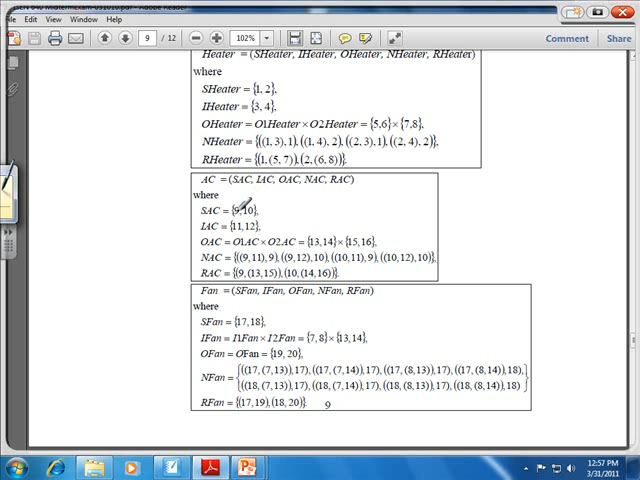 File Edit View Window Help
9 / 12 102% Comment
Heater = (SHeater, IHeater, OHeater, NHeater, RHeater)
where
SHeater = {1, 2},
IHeater = {3, 4},
OHeater = O1Heater × O2Heater = {5,6} × {7,8},
NHeater = {((1, 3), 1), ((1, 4), 2), ((2, 3), 1), ((2, 4), 2)}
RHeater = {(1, (5, 7)), (2, (6, 8))}.
AC = (SAC, IAC, OAC, NAC, RAC)
where
SAC = {9,10},
IAC = {11,12},
OAC = O1AC × O2AC = {13,14} × {15,16},
NAC = {((9,11), 9), ((9,12), 10), ((10,11), 9), ((10,12), 10)},
RAC = {(9, (13,15)), (10, (14,16))}.
Fan = (SFan, IFan, OFan, NFan, RFan)
where
SFan = {17,18},
IFan = I1Fan × I2Fan = {7,8} × {13,14},
OFan = OFan = {19, 20},
NFan = {((17, (7,13)), 17), ((17, (7,14)), 17), ((17, (8,13)), 17), ((17, (8,14)), 18),
((18, (7,13)), 17), ((18, (7,14)), 17), ((18, (8,13)), 17), ((18, (8,14)), 18)}
RFan = {(17,19), (18, 20)}.
9
12:57 PM
3/31/2011